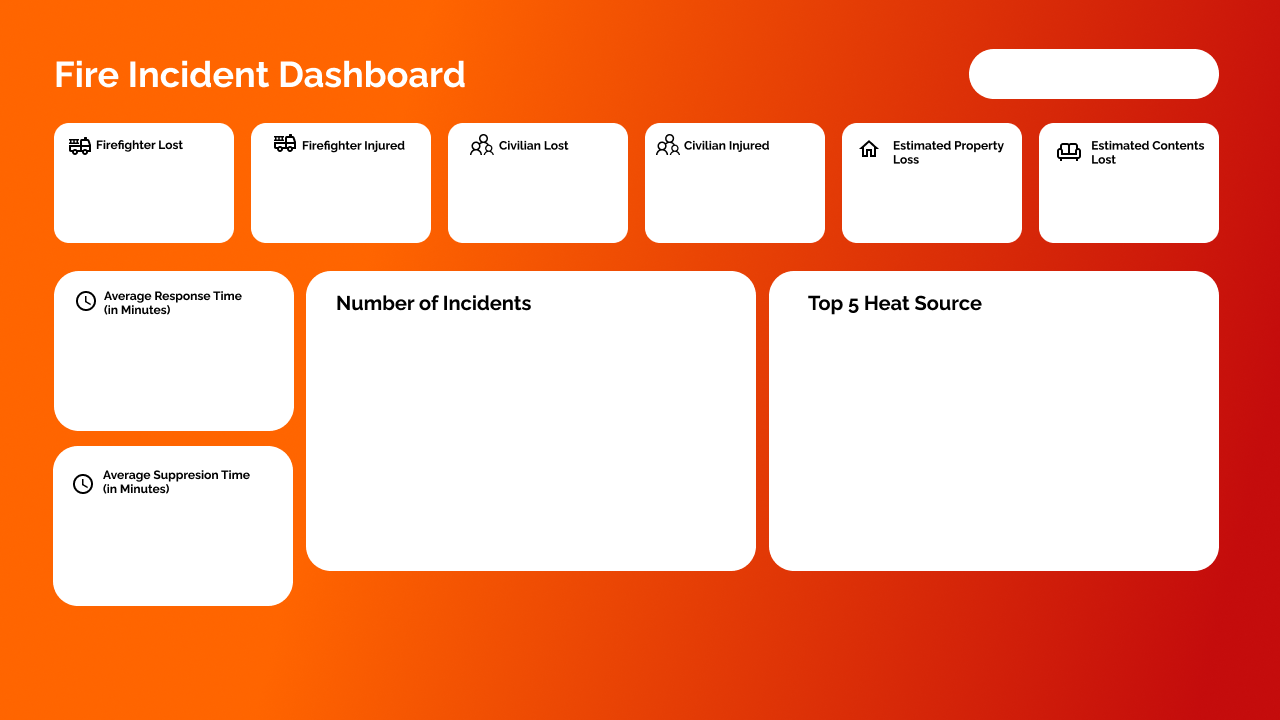 Fire Incident Dashboard
Firefighter Lost
Firefighter Injured
Civilian Lost
Civilian Injured
Estimated Property
Loss
Estimated Contents
Lost
Average Response Time
(in Minutes)
Number of Incidents
Top 5 Heat Source
Average Suppresion Time
(in Minutes)